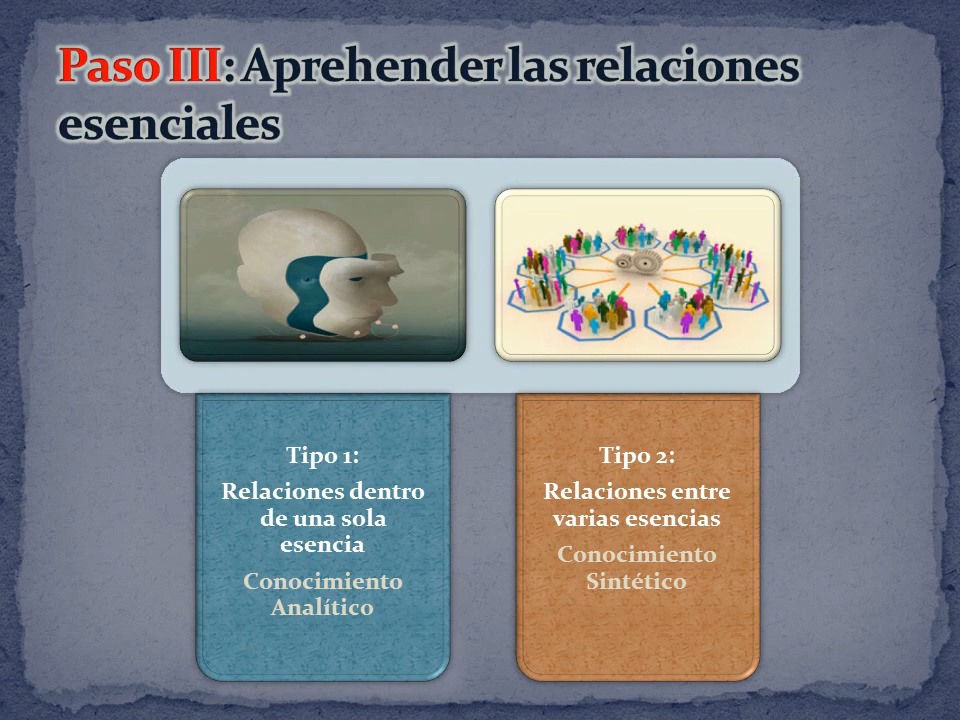 Paso III: Aprehender las relaciones
esenciales
Tipo 1:
Relaciones dentro
de una sola
esencia
Conocimiento
Analítico
Tipo 2:
Relaciones entre
varias esencias
Conocimiento
Sintético